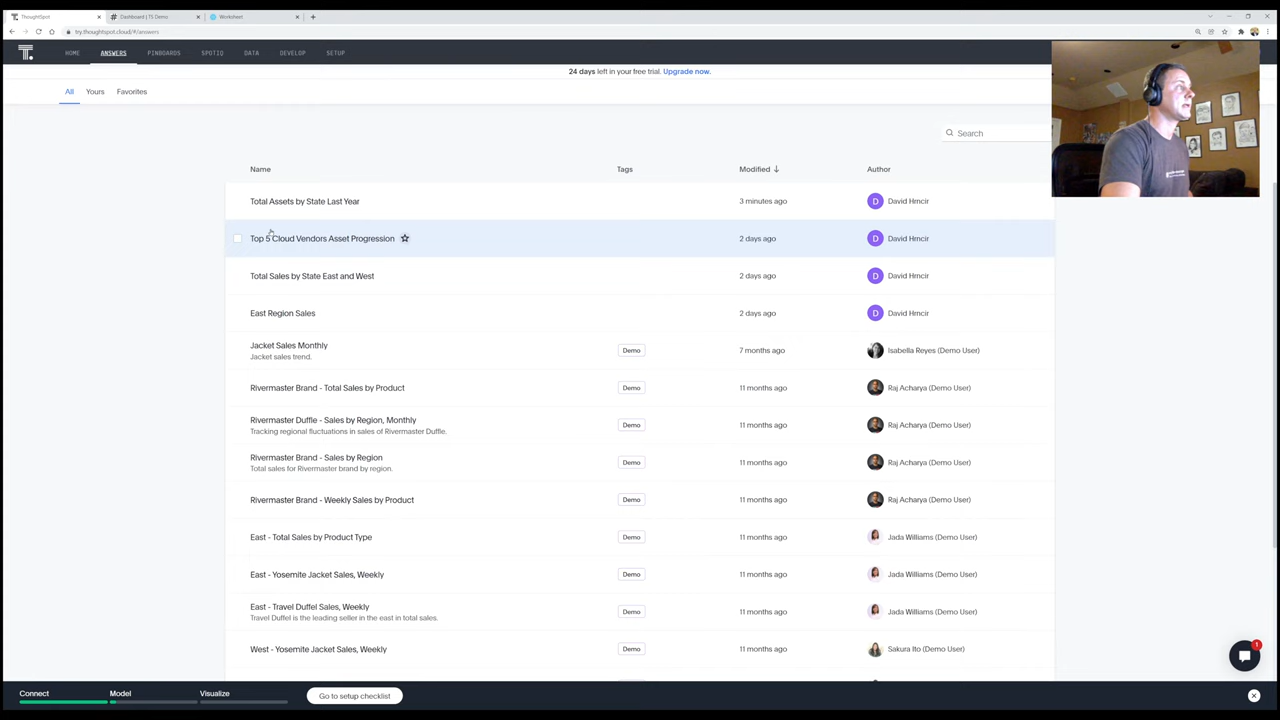 ThoughtSpot
Dashboard | TS Demo
Worksheet
try.thoughtspot.cloud/#/answers
T.
HOME
ANSWERS
PINBOARDS
SPOTIQ
DATA
DEVELOP
SETUP
24 days left in your free trial. Upgrade now.
All
Yours
Favorites
Search
Name
Tags
Modified
Author
Total Assets by State Last Year
3 minutes ago
D
David Hrncir
Top 5 Cloud Vendors Asset Progression
2 days ago
D
David Hrncir
Total Sales by State East and West
2 days ago
D
David Hrncir
East Region Sales
2 days ago
D
David Hrncir
Jacket Sales Monthly
Jacket sales trend.
Demo
7 months ago
Isabella Reyes (Demo User)
Rivermaster Brand - Total Sales by Product
Demo
11 months ago
Raj Acharya (Demo User)
Rivermaster Duffle - Sales by Region, Monthly
Tracking regional fluctuations in sales of Rivermaster Duffle.
Demo
11 months ago
Raj Acharya (Demo User)
Rivermaster Brand - Sales by Region
Total sales for Rivermaster brand by region.
Demo
11 months ago
Raj Acharya (Demo User)
Rivermaster Brand - Weekly Sales by Product
Demo
11 months ago
Raj Acharya (Demo User)
East - Total Sales by Product Type
Demo
11 months ago
Jada Williams (Demo User)
East - Yosemite Jacket Sales, Weekly
Demo
11 months ago
Jada Williams (Demo User)
East - Travel Duffel Sales, Weekly
Travel Duffel is the leading seller in the east in total sales.
Demo
11 months ago
Jada Williams (Demo User)
West - Yosemite Jacket Sales, Weekly
Demo
11 months ago
Sakura Ito (Demo User)
1
Connect
Model
Visualize
Go to setup checklist